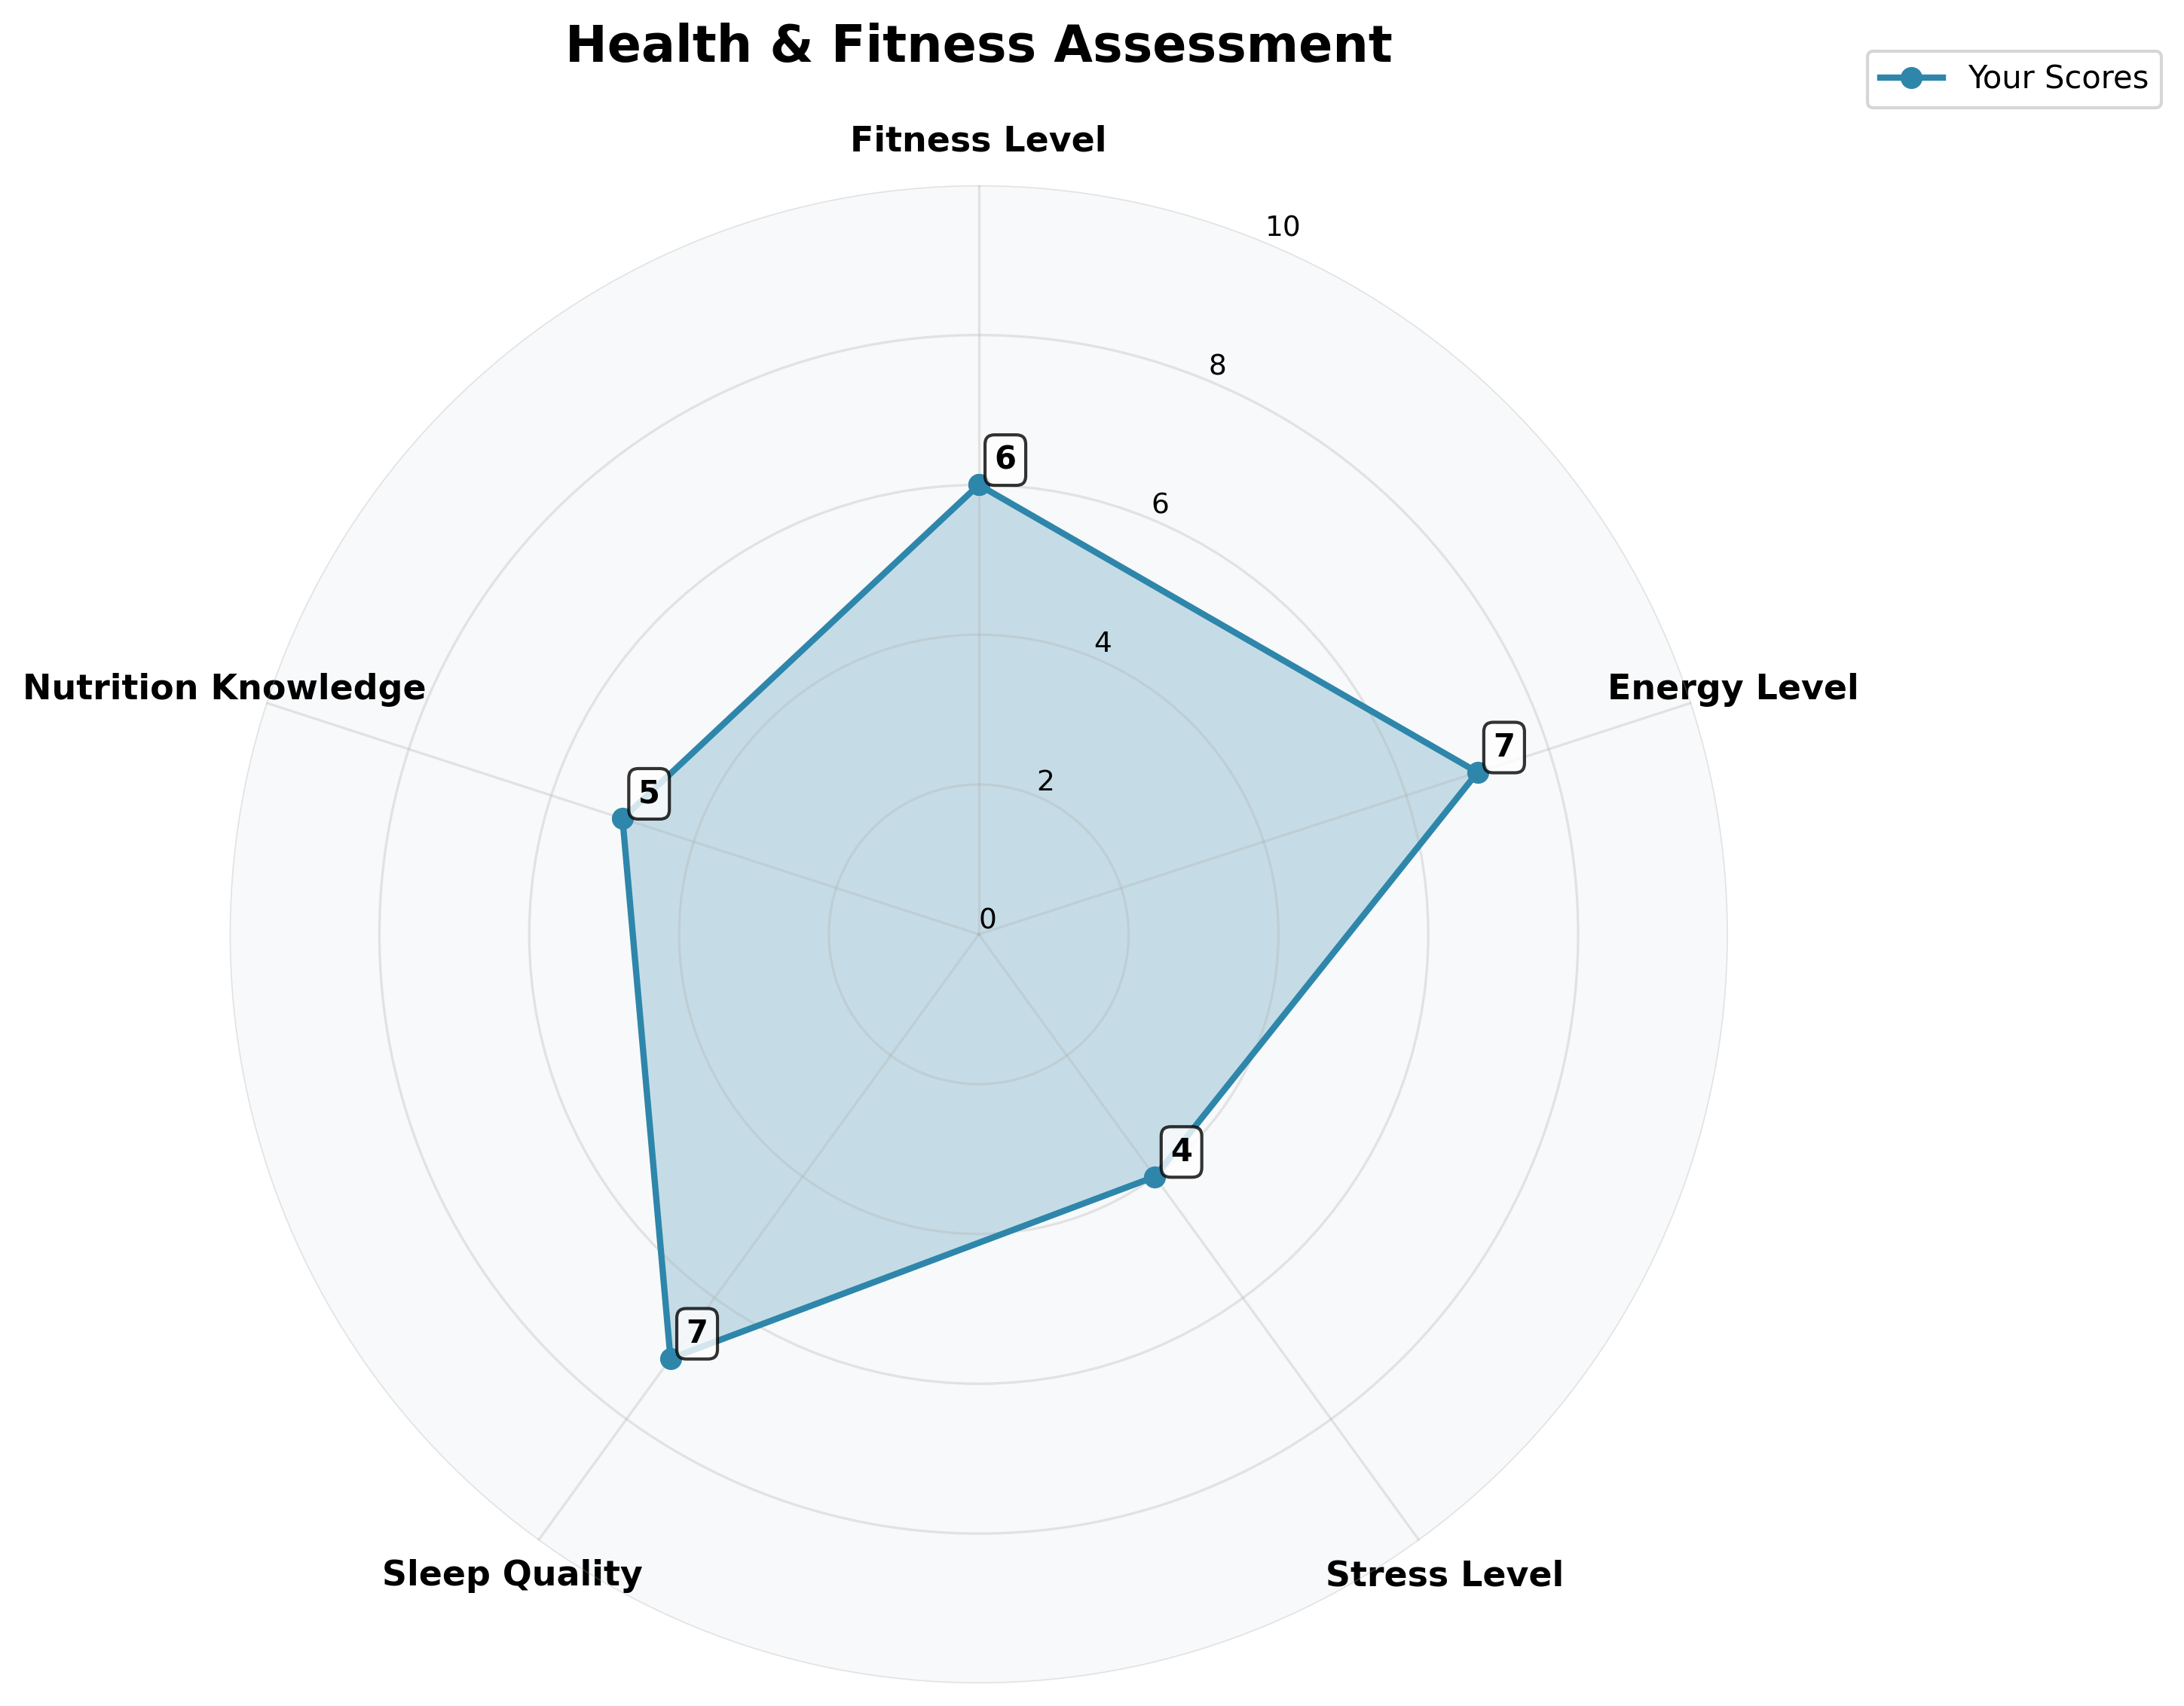 Health & Fitness Assessment
Your Scores
Fitness Level
10
8
6
6
4
Nutrition Knowledge
Energy Level
7
5
2
0
4
7
Sleep Quality
Stress Level